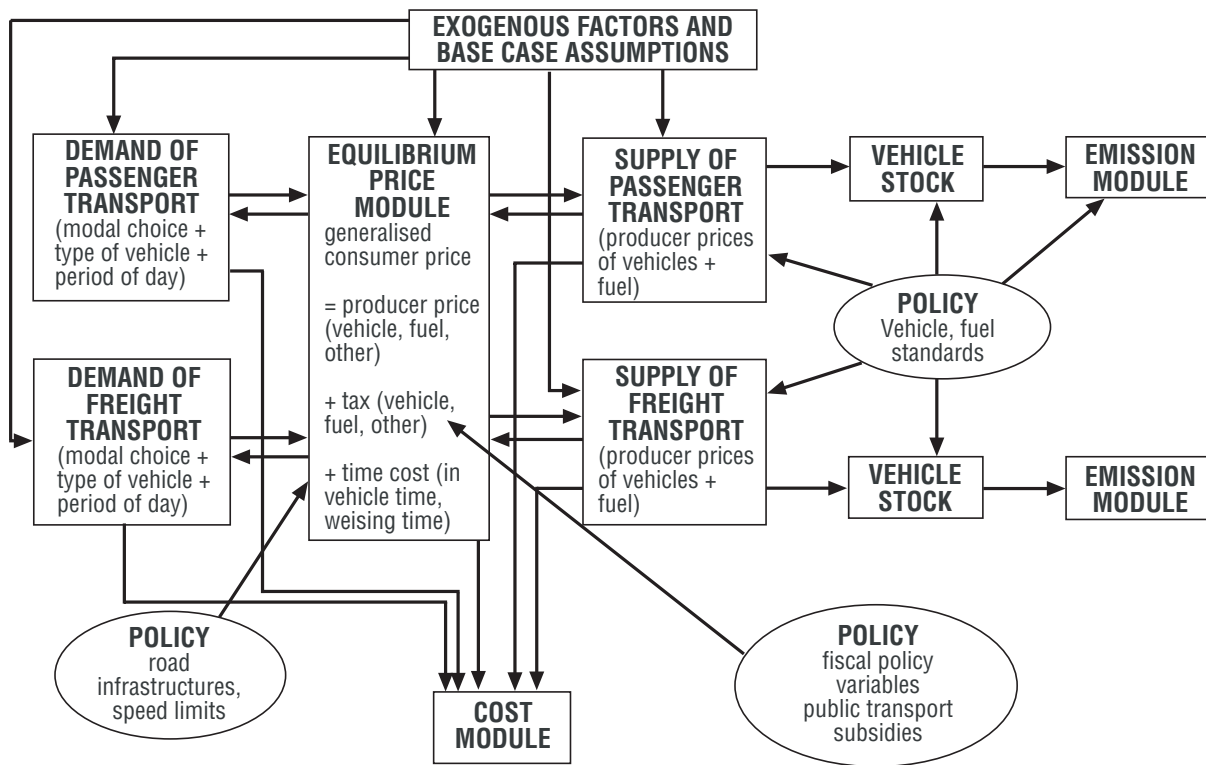 EXOGENOUS FACTORS AND
BASE CASE ASSUMPTIONS
DEMAND OF
PASSENGER
TRANSPORT
(modal choice +
type of vehicle +
period of day)
EQUILIBRIUM
PRICE
MODULE
generalised
consumer price
= producer price
(vehicle, fuel,
other)
+ tax (vehicle,
fuel, other)
+ time cost (in
vehicle time,
weising time)
SUPPLY OF
PASSENGER
TRANSPORT
(producer prices
of vehicles +
fuel)
VEHICLE
STOCK
EMISSION
MODULE
POLICY
Vehicle, fuel
standards
DEMAND OF
FREIGHT
TRANSPORT
(modal choice +
type of vehicle +
period of day)
SUPPLY OF
FREIGHT
TRANSPORT
(producer prices
of vehicles +
fuel)
VEHICLE
STOCK
EMISSION
MODULE
POLICY
road
infrastructures,
speed limits
COST
MODULE
POLICY
fiscal policy
variables
public transport
subsidies